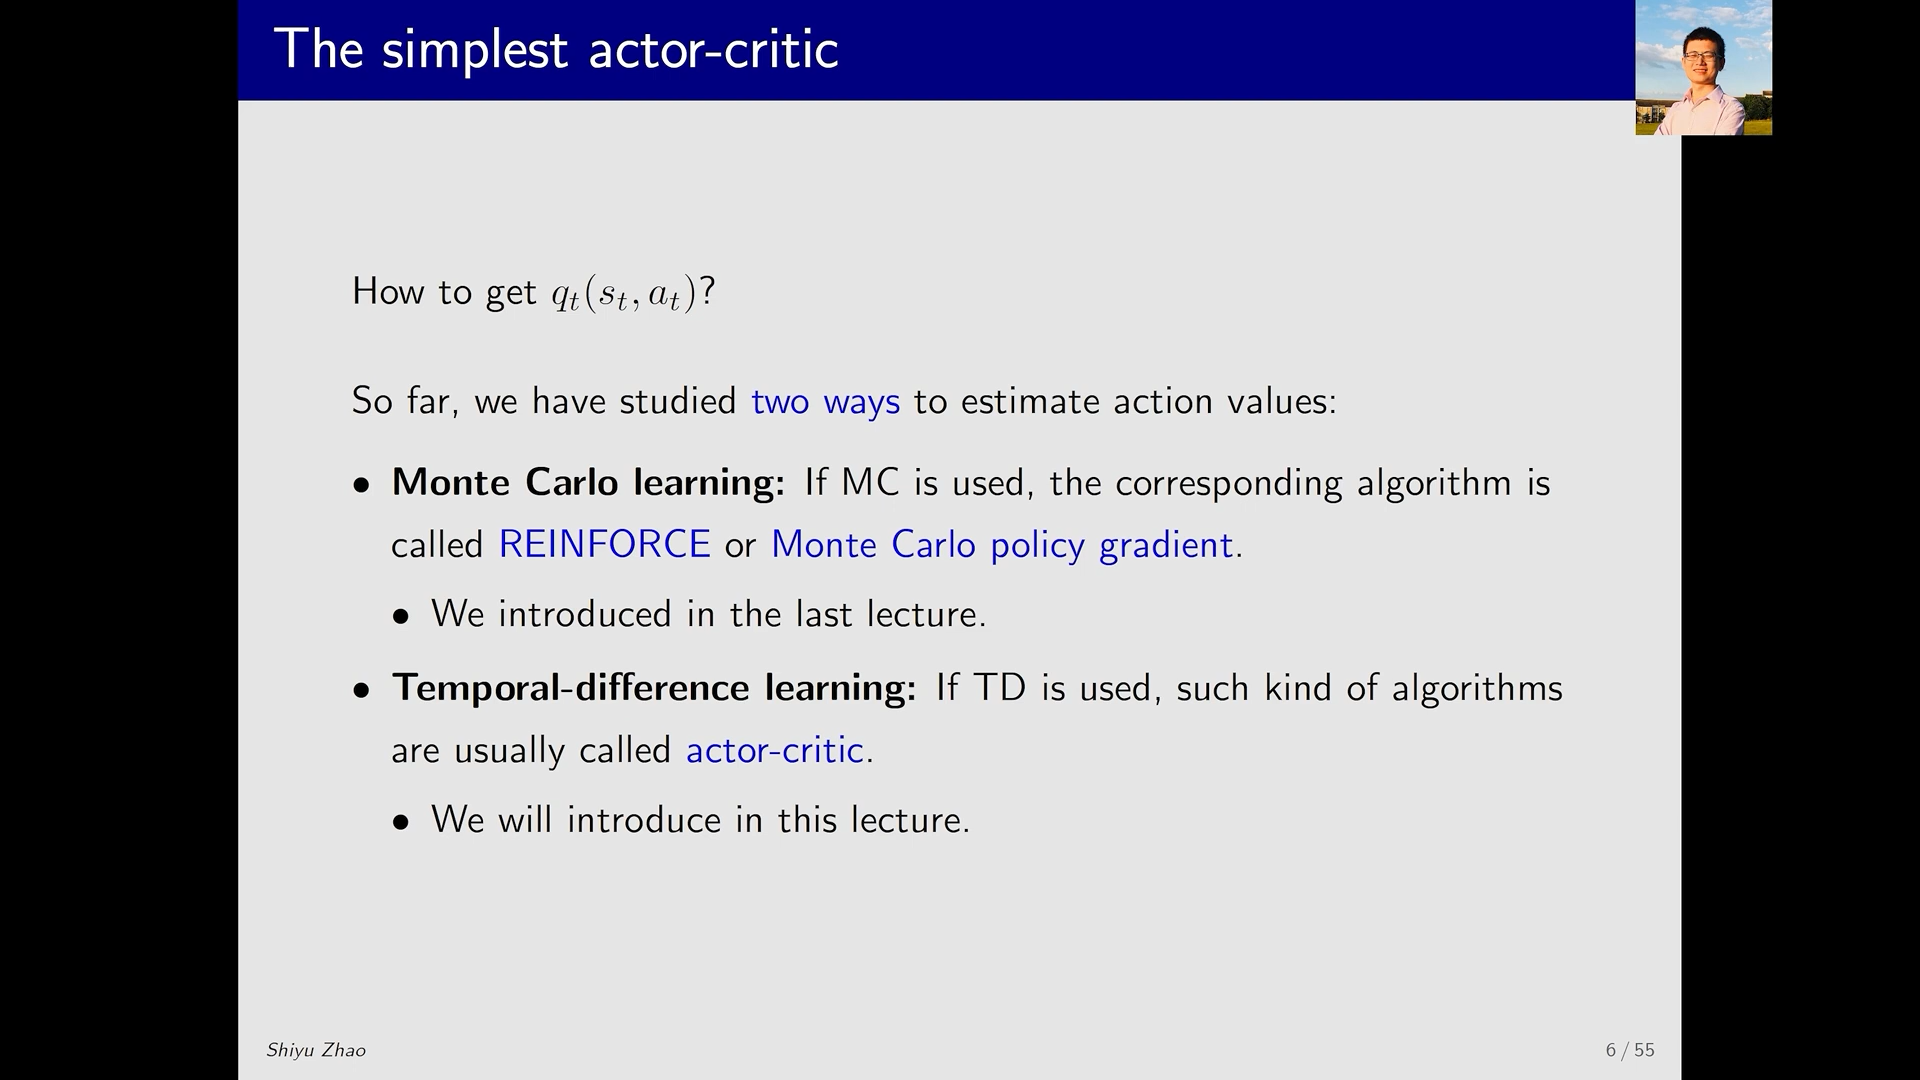 The simplest actor-critic
How to get q_t(s_t, a_t)?
So far, we have studied two ways to estimate action values:
• Monte Carlo learning: If MC is used, the corresponding algorithm is
called REINFORCE or Monte Carlo policy gradient.
• We introduced in the last lecture.
• Temporal-difference learning: If TD is used, such kind of algorithms
are usually called actor-critic.
• We will introduce in this lecture.
Shiyu Zhao
6 / 55